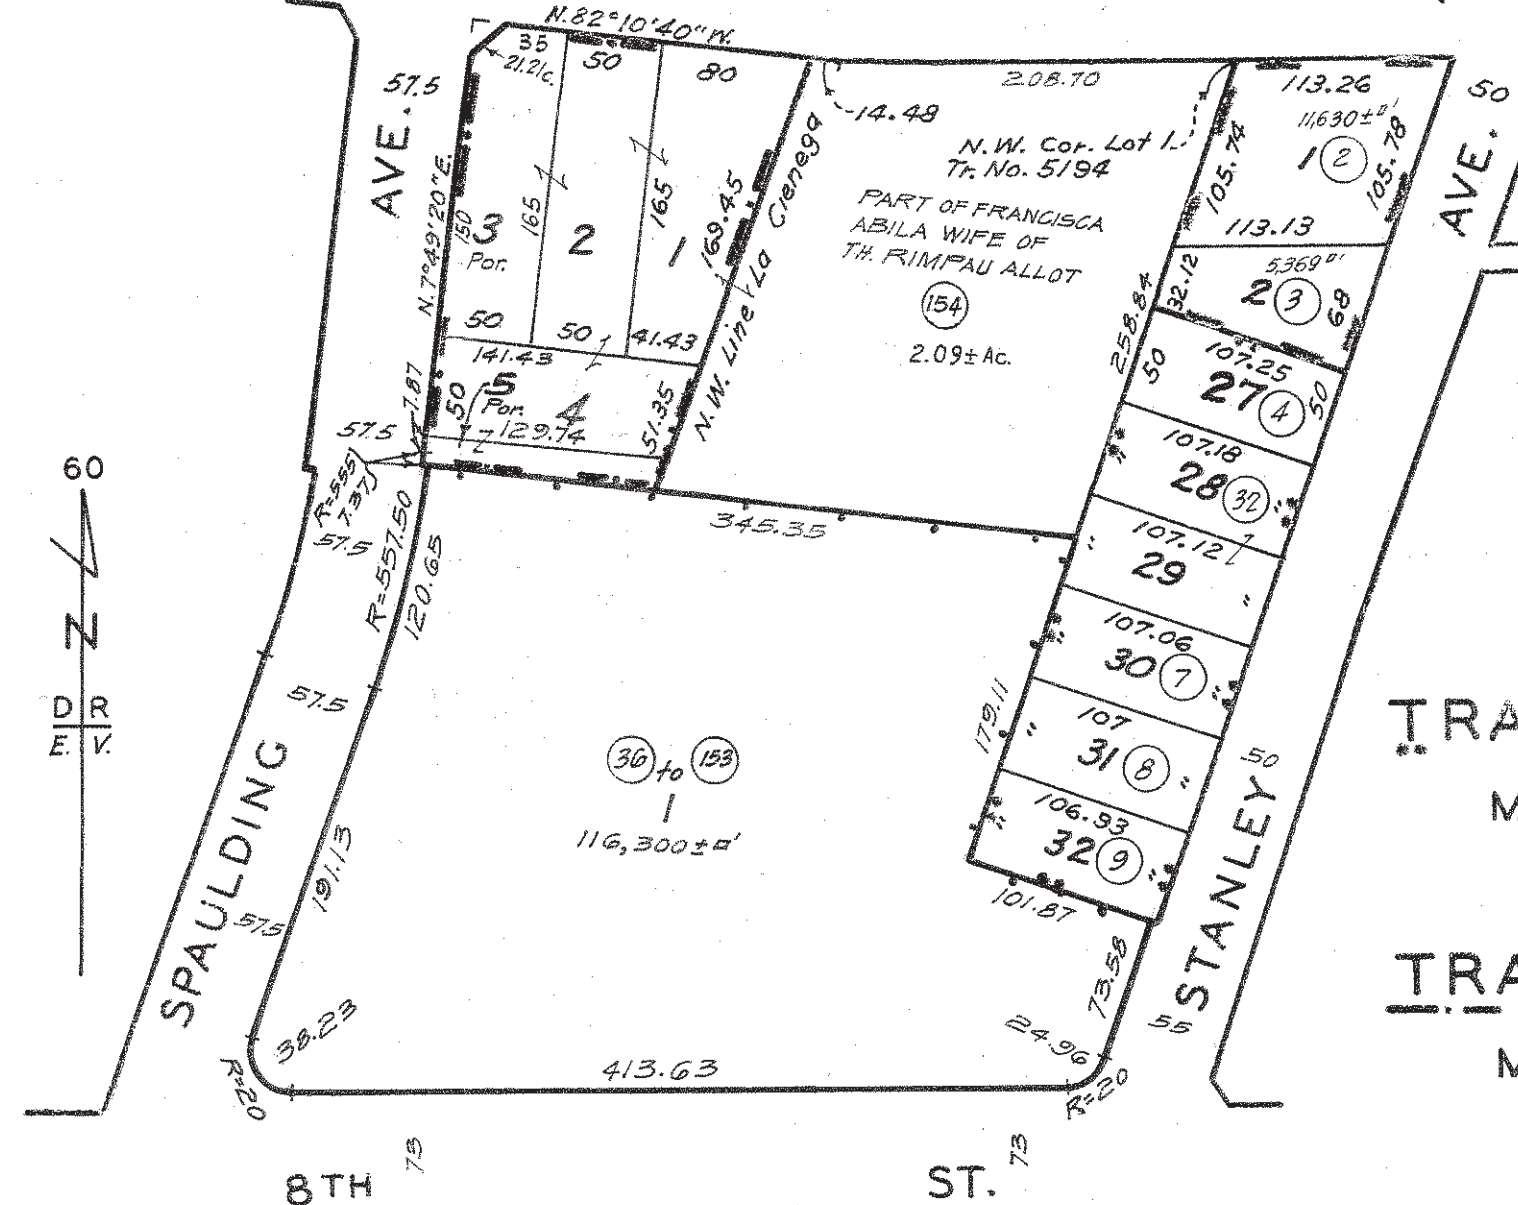 N.82°10'40"W.
35
21.21c.
50
80
57.5
AVE.
N.7°49'20"E.
150
3
Por.
165
2
165
1
169.45
N.W. Line La Cienega
14.48
208.70
N.W. Cor. Lot 1
Tr. No. 5194
PART OF FRANCISCA
ABILA WIFE OF
TH. RIMPAU ALLOT
154
2.09± Ac.
113.26
11,630±□'
1 2
105.74
105.78
113.13
50
AVE.
5,369□'
2 3
32.12
68
258.84
50
107.25
27 4
50
107.18
28 32
"
107.12
29
"
"
107.06
30 7
"
"
107
31 8
"
"
106.93
32 9
"
"
50
50
41.43
141.43
5
Por.
50
4
129.74
51.35
7.87
57.5
R=555
7.37
57.5
R=557.50
120.65
345.35
179.11
60
N
D R
E. V.
57.5
36 to 153
1
116,300±□'
191.13
57.5
SPAULDING
50
STANLEY
101.87
73.58
55
38.23
R=20
413.63
24.96
R=20
73
73
8TH ST.
TRA
M
TRA
M